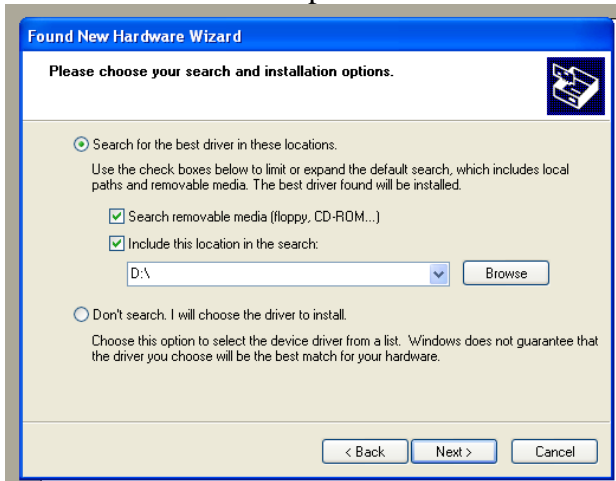 Found New Hardware Wizard
Please choose your search and installation options.
Search for the best driver in these locations.
Use the check boxes below to limit or expand the default search, which includes local
paths and removable media. The best driver found will be installed.
Search removable media (floppy, CD-ROM...)
Include this location in the search:
D:\
Browse
Don't search. I will choose the driver to install.
Choose this option to select the device driver from a list. Windows does not guarantee that
the driver you choose will be the best match for your hardware.
< Back
Next >
Cancel